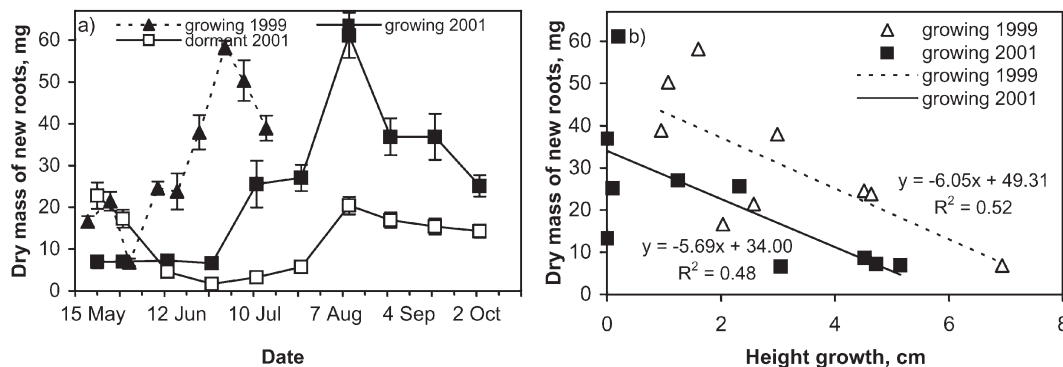 a)
growing 1999
growing 2001
dormant 2001
Dry mass of new roots, mg
60
50
40
30
20
10
0
15 May
12 Jun
10 Jul
7 Aug
4 Sep
2 Oct
Date
b)
growing 1999
growing 2001
growing 1999
growing 2001
Dry mass of new roots, mg
60
50
40
30
20
10
0
y = -6.05x + 49.31
R² = 0.52
y = -5.69x + 34.00
R² = 0.48
0
2
4
6
8
Height growth, cm